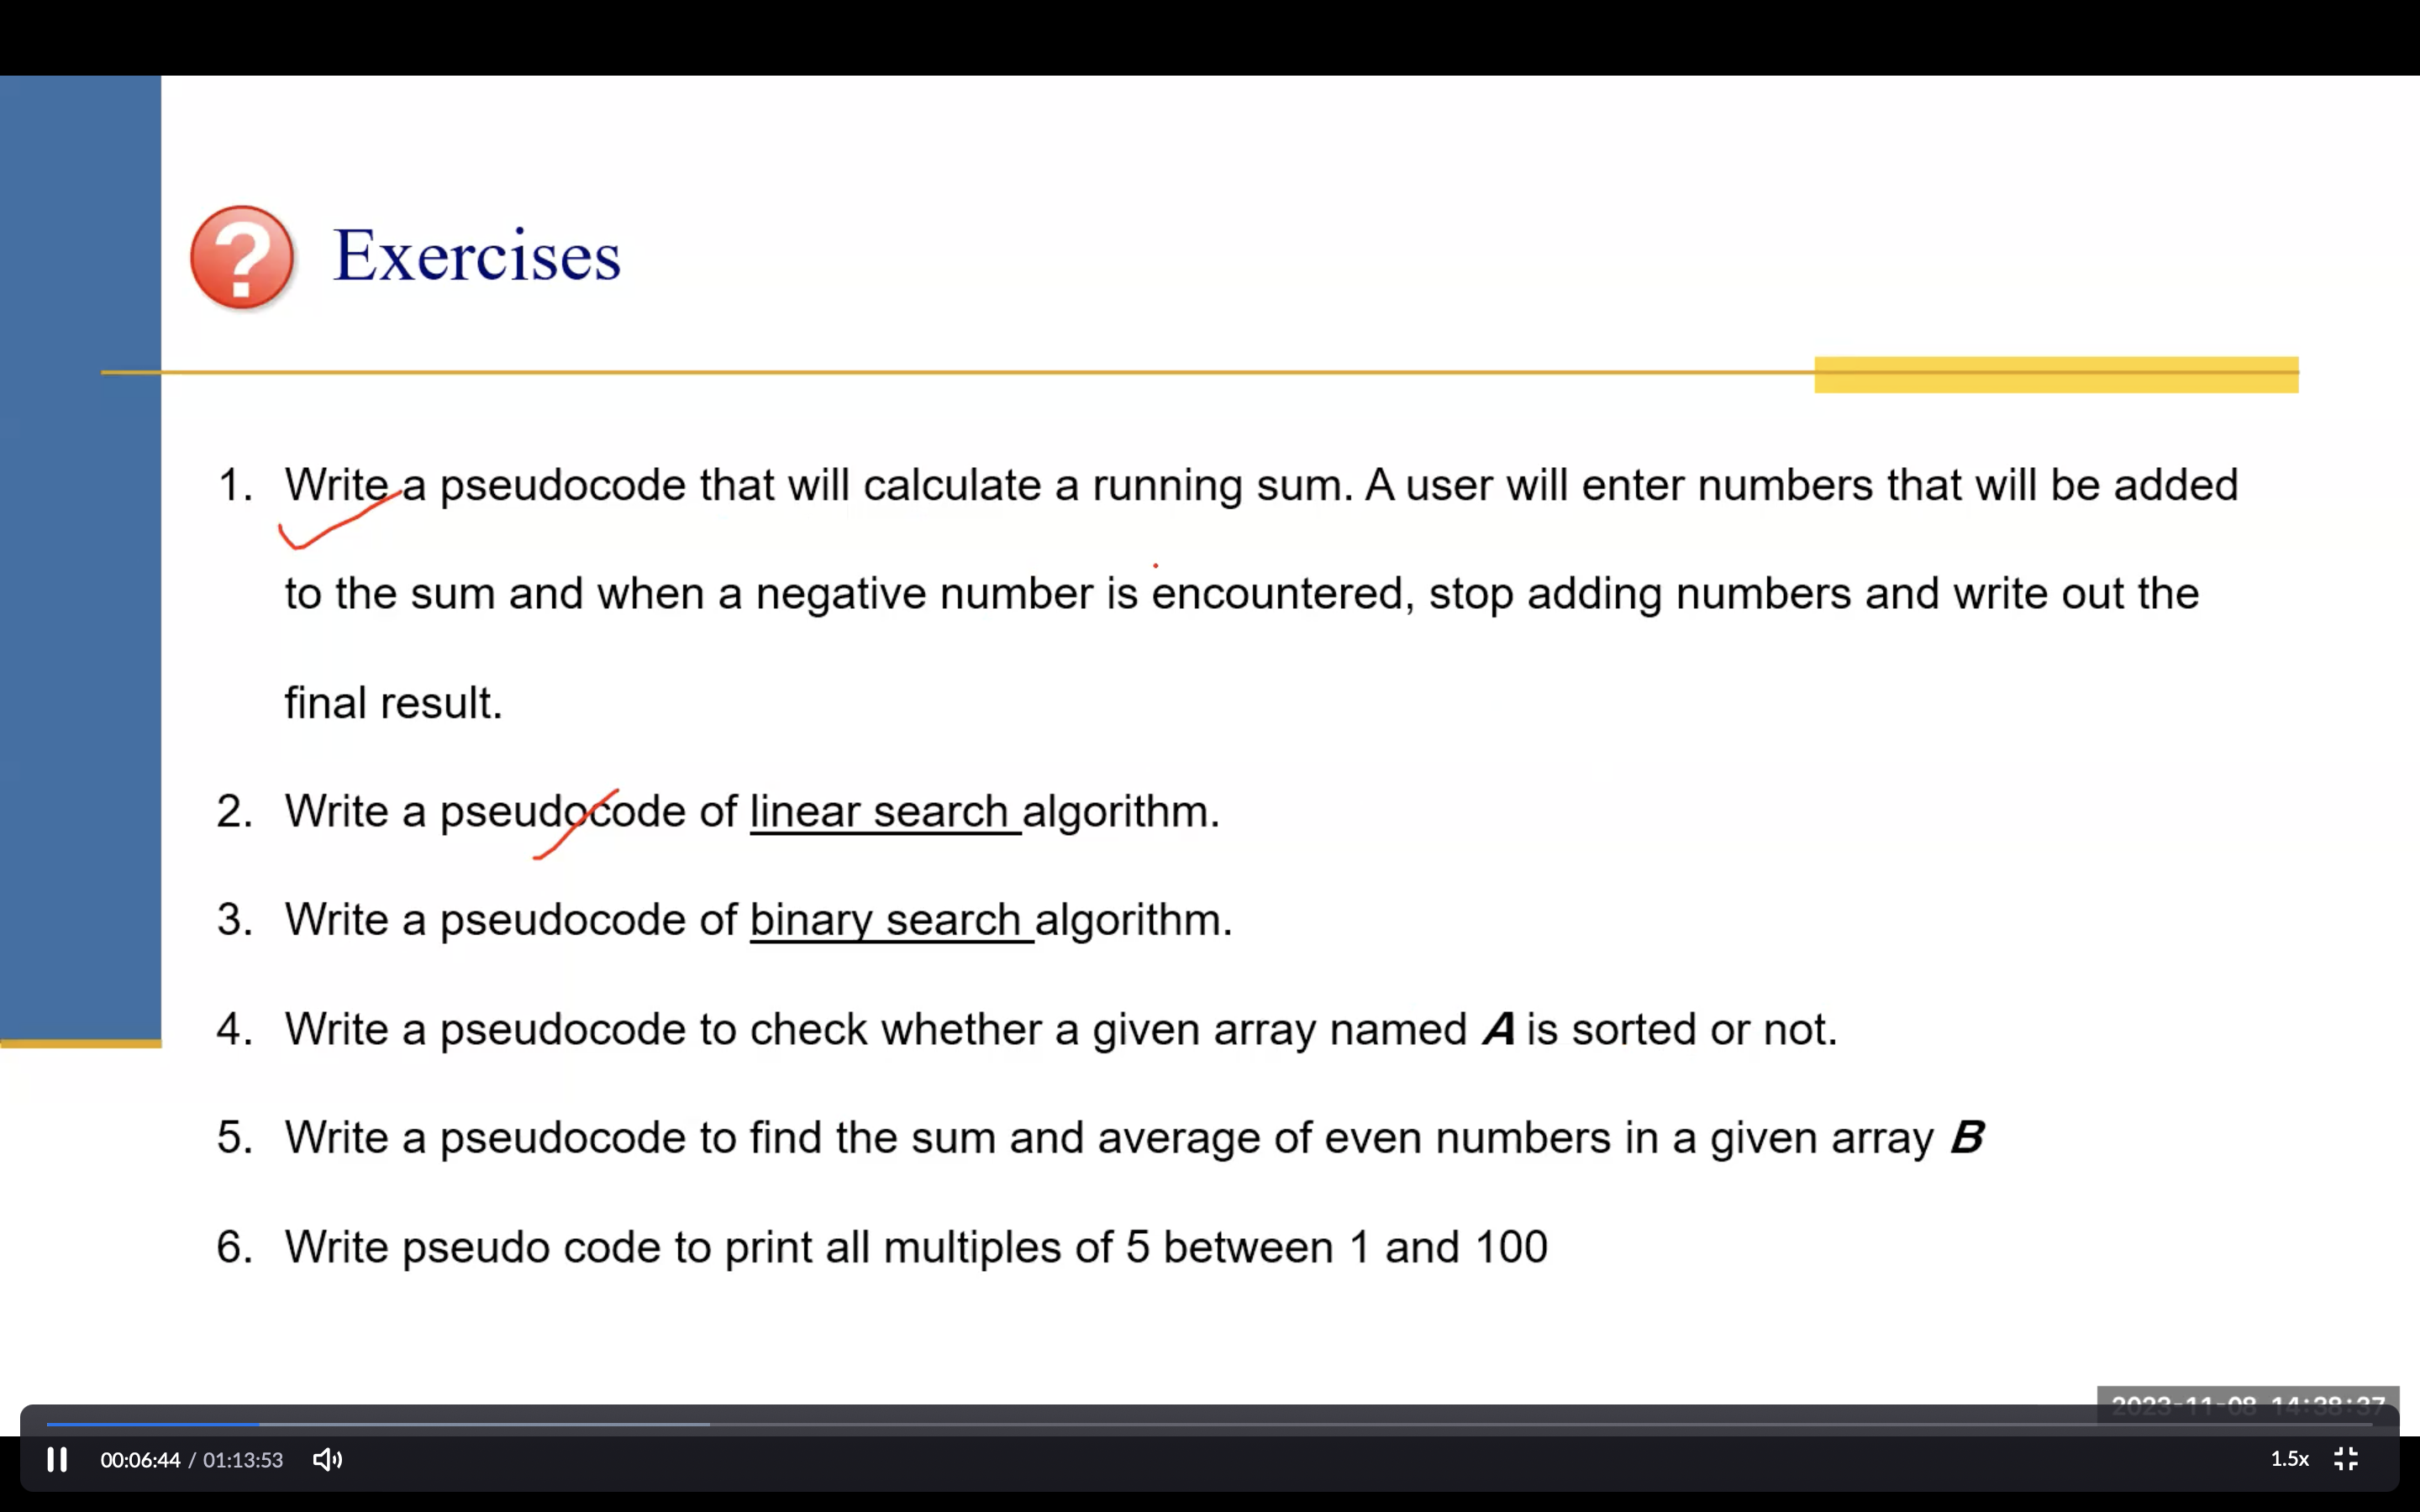 ?
Exercises
1. Write a pseudocode that will calculate a running sum. A user will enter numbers that will be added
to the sum and when a negative number is encountered, stop adding numbers and write out the
final result.
2. Write a pseudocode of linear search algorithm.
3. Write a pseudocode of binary search algorithm.
4. Write a pseudocode to check whether a given array named A is sorted or not.
5. Write a pseudocode to find the sum and average of even numbers in a given array B
6. Write pseudo code to print all multiples of 5 between 1 and 100
2023-11-08 14:38:37
00:06:44 / 01:13:53
1.5x